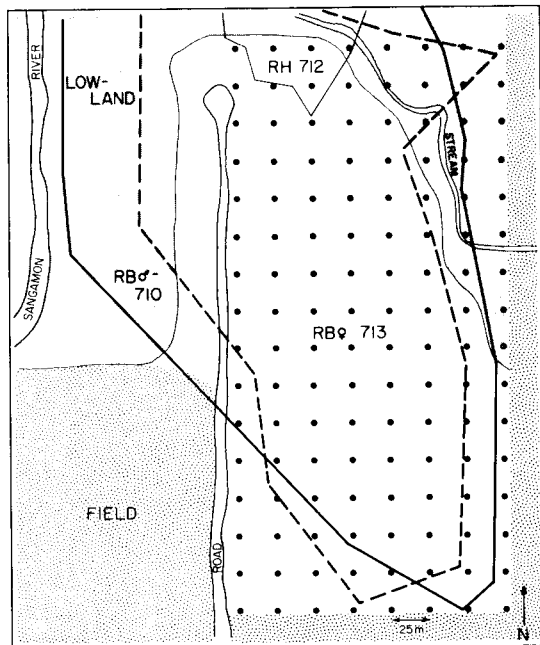 RIVER
LOW-
LAND
RH 712
STREAM
SANGAMON
RB♂-
710
RB♀ 713
FIELD
ROAD
25m
N